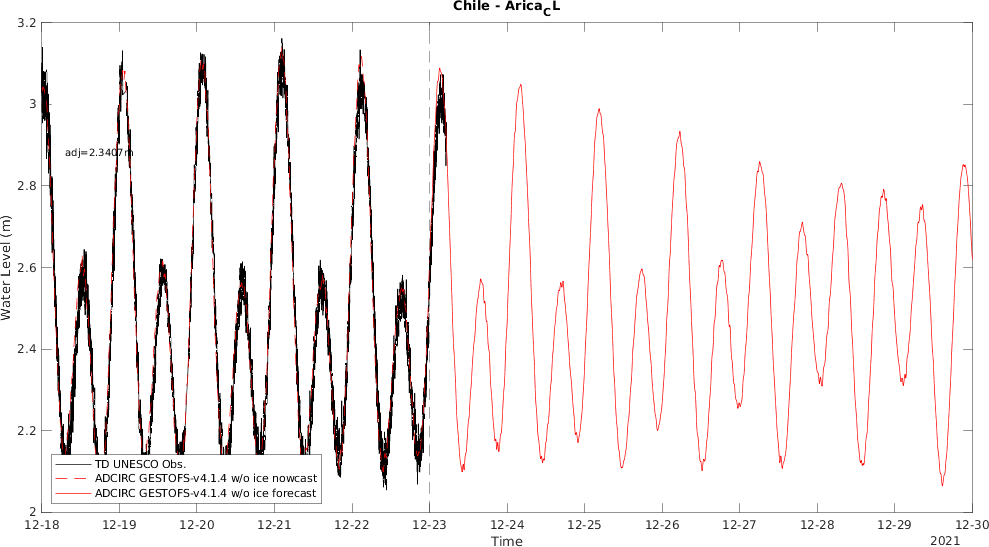 Chile - Arica_CL
3.2
3
2.8
2.6
2.4
2.2
2
Water Level (m)
adj=2.3407m
TD UNESCO Obs.
ADCIRC GESTOFS-v4.1.4 w/o ice nowcast
ADCIRC GESTOFS-v4.1.4 w/o ice forecast
12-18 12-19 12-20 12-21 12-22 12-23 12-24 12-25 12-26 12-27 12-28 12-29 12-30
Time
2021